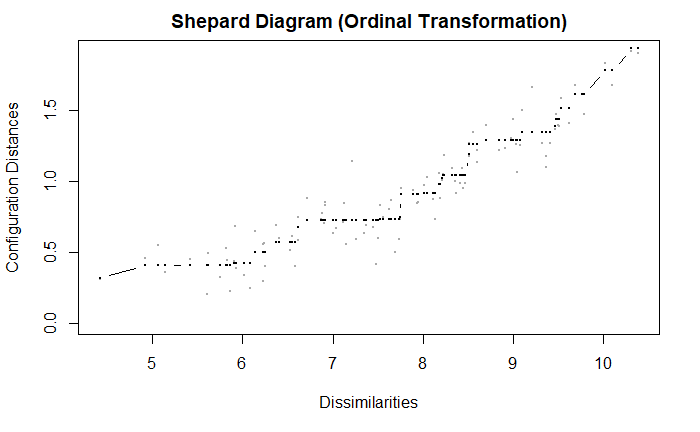 Shepard Diagram (Ordinal Transformation)
Configuration Distances
1.5
1.0
0.5
0.0
5 6 7 8 9 10
Dissimilarities